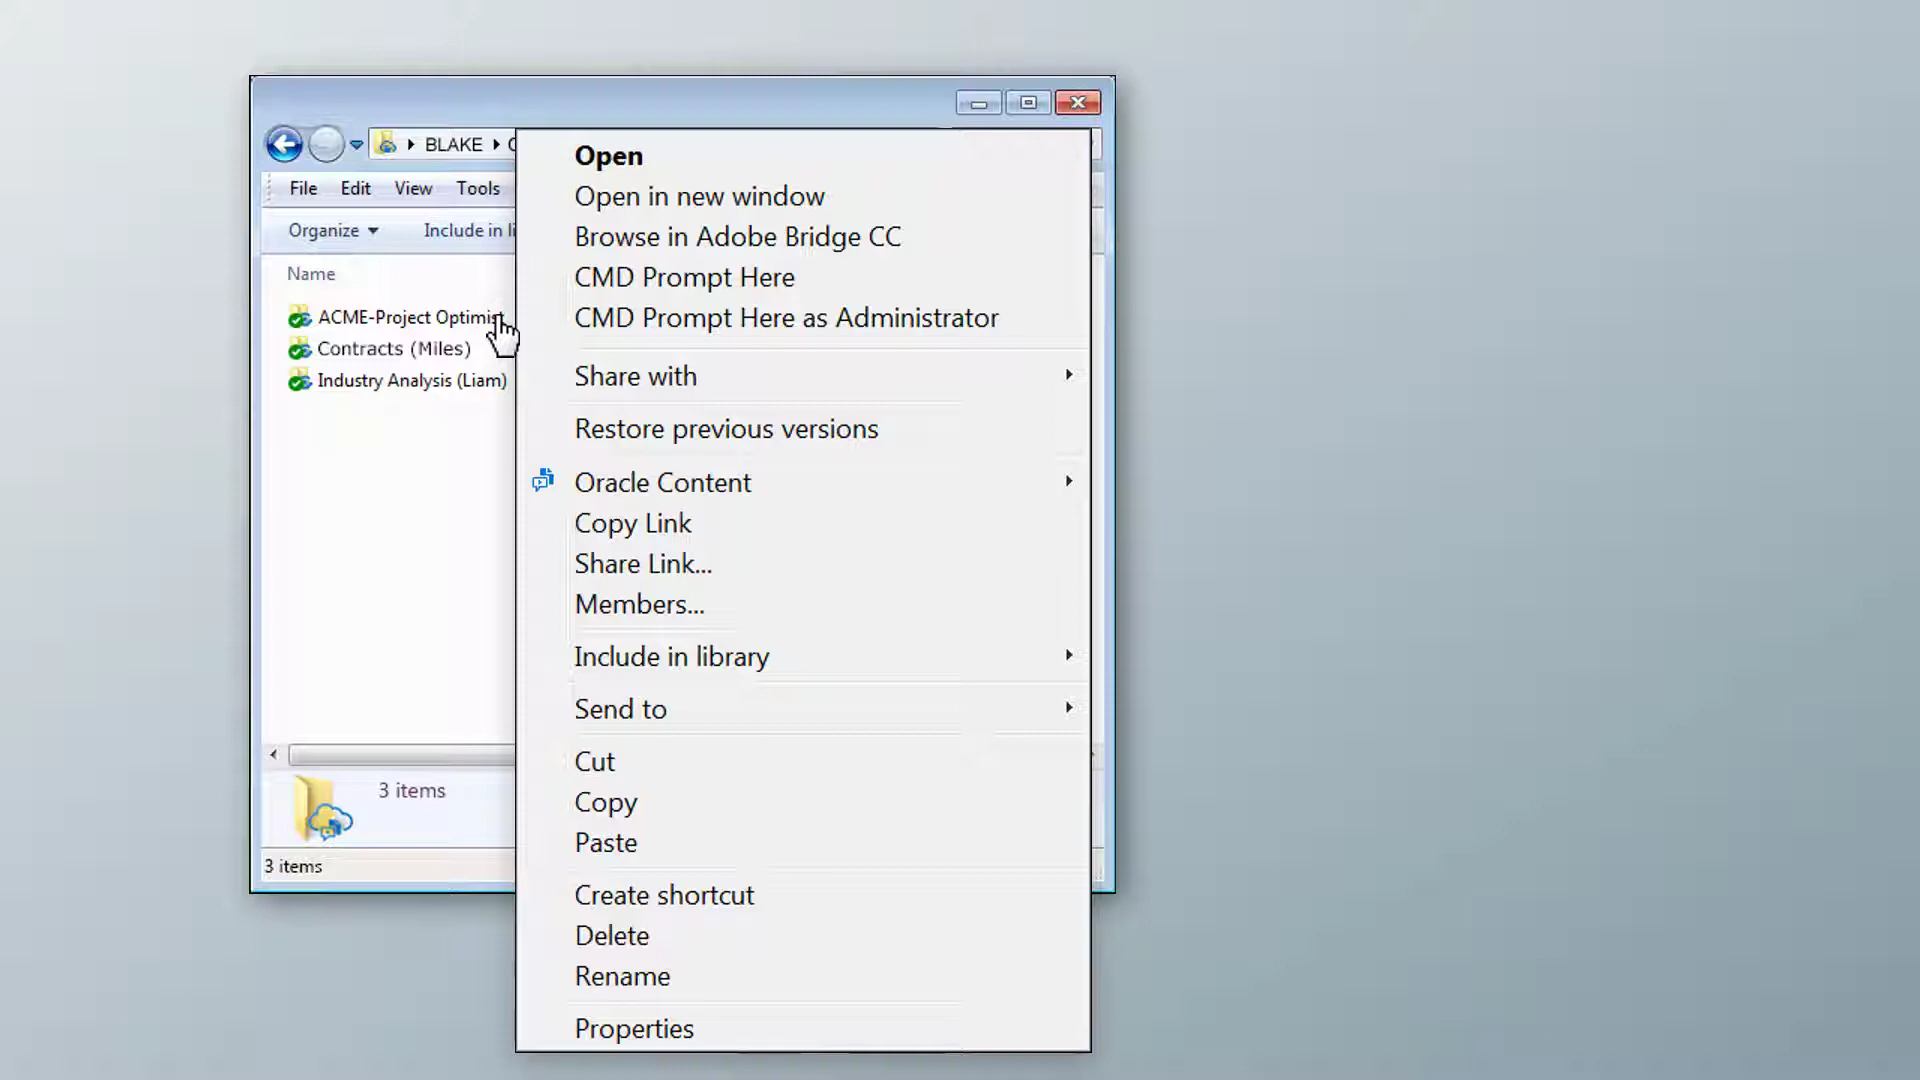 BLAKE
File Edit View Tools
Organize Include in
Name
ACME-Project Optimist
Contracts (Miles)
Industry Analysis (Liam)
3 items
3 items
Open
Open in new window
Browse in Adobe Bridge CC
CMD Prompt Here
CMD Prompt Here as Administrator
Share with
Restore previous versions
Oracle Content
Copy Link
Share Link...
Members...
Include in library
Send to
Cut
Copy
Paste
Create shortcut
Delete
Rename
Properties